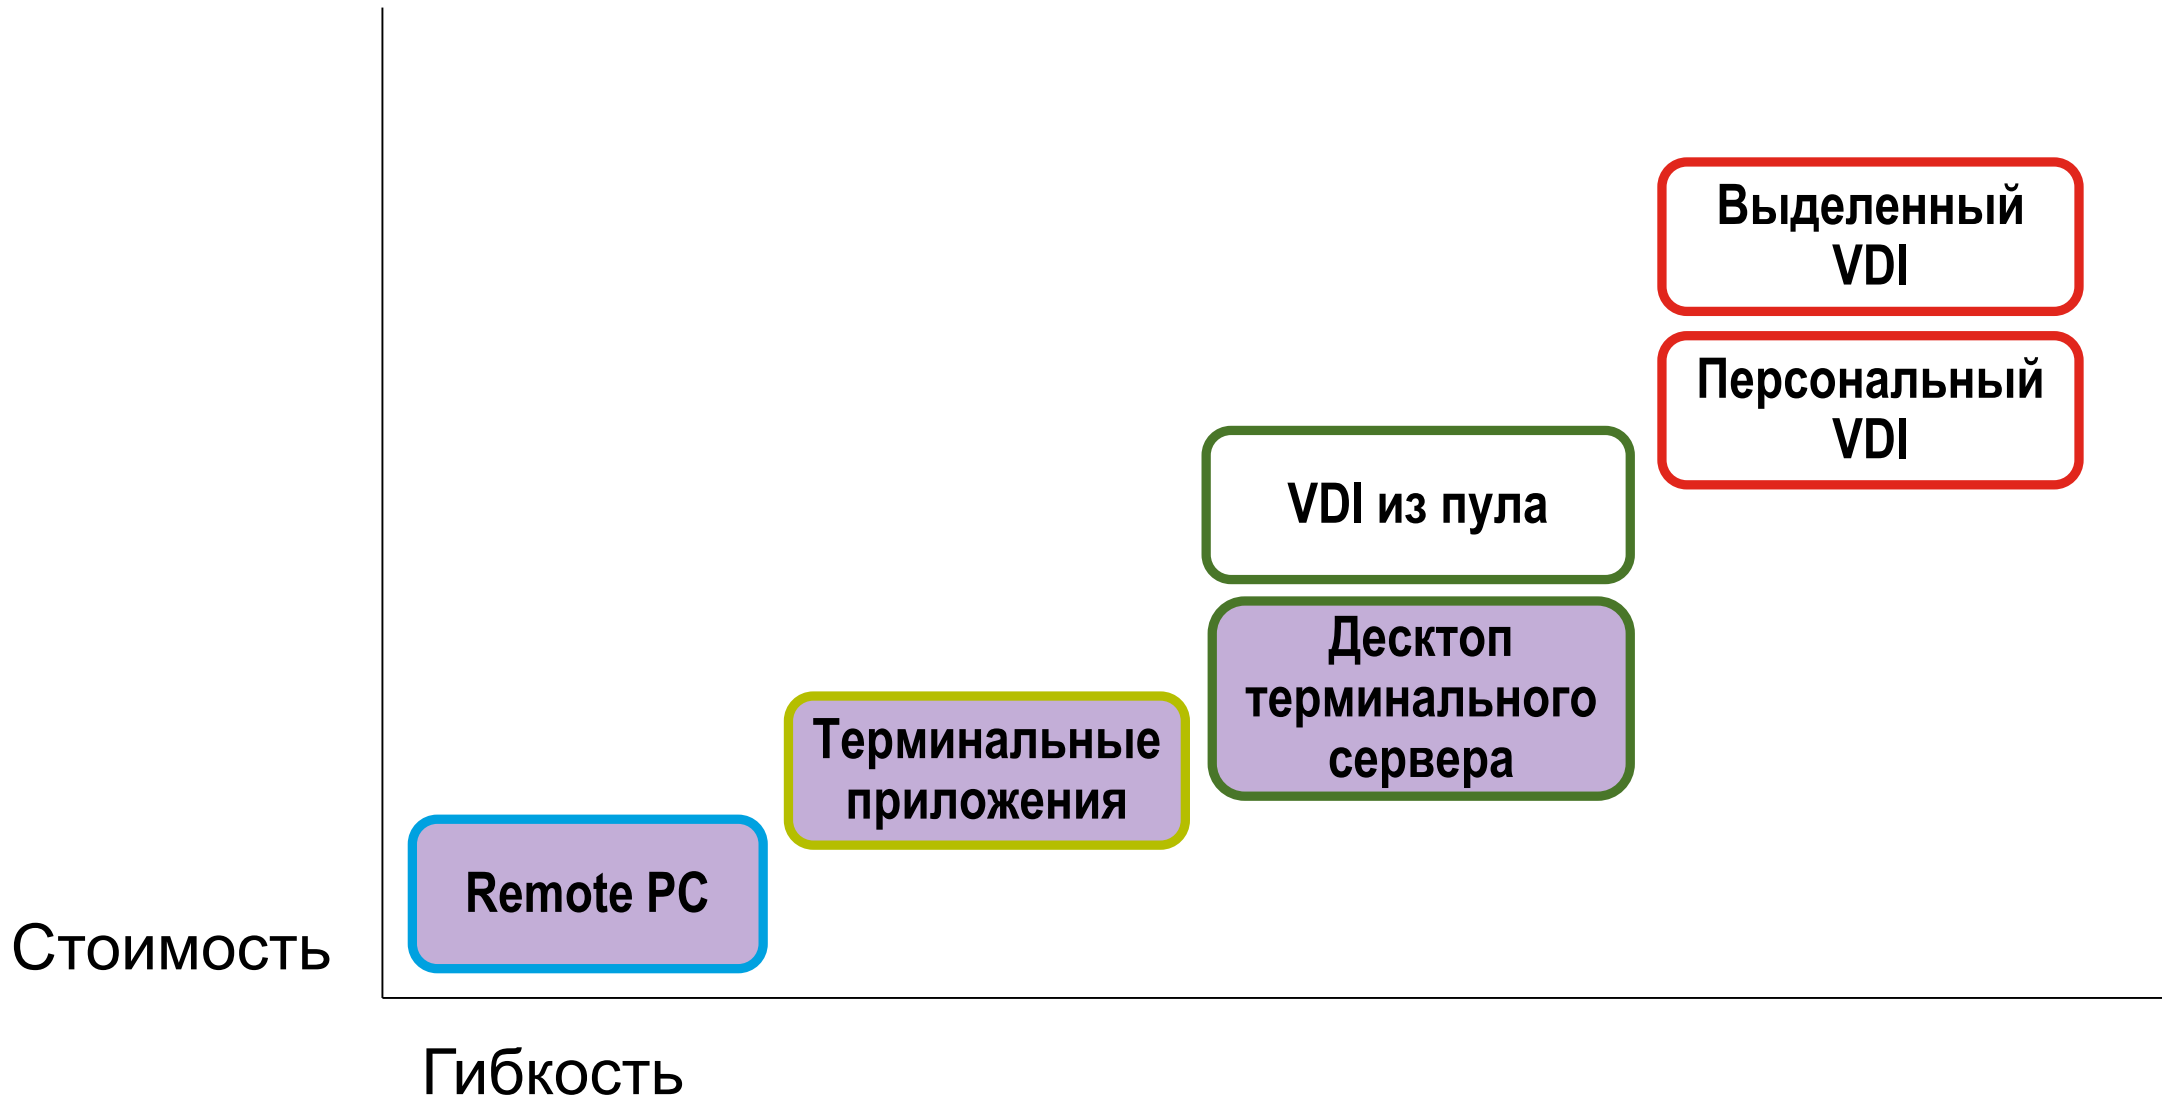 Выделенный
VDI
Персональный
VDI
VDI из пула
Десктоп
терминального
сервера
Терминальные
приложения
Remote PC
Стоимость
Гибкость